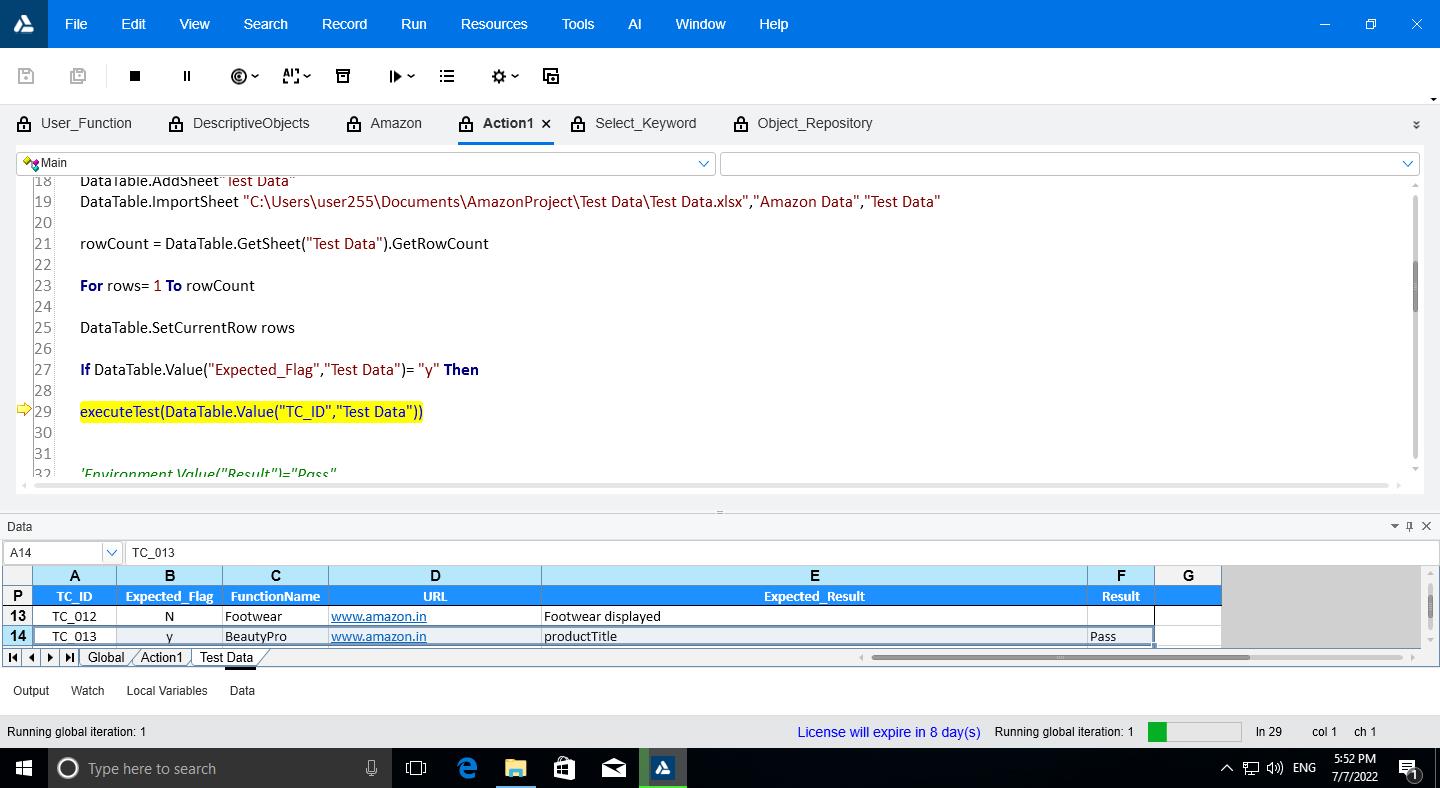 File Edit View Search Record Run Resources Tools AI Window Help
User_Function DescriptiveObjects Amazon Action1 Select_Keyword Object_Repository
Main
18 DataTable.AddSheet"Test Data"
19 DataTable.ImportSheet "C:\Users\user255\Documents\AmazonProject\Test Data\Test Data.xlsx","Amazon Data","Test Data"
20
21 rowCount = DataTable.GetSheet("Test Data").GetRowCount
22
23 For rows= 1 To rowCount
24
25 DataTable.SetCurrentRow rows
26
27 If DataTable.Value("Expected_Flag","Test Data")= "y" Then
28
29 executeTest(DataTable.Value("TC_ID","Test Data"))
30
31
32 'Environment.Value("Result")="Pass"
Data
A14 TC_013
A B C D E F G
P TC_ID Expected_Flag FunctionName URL Expected_Result Result
13 TC_012 N Footwear www.amazon.in Footwear displayed
14 TC_013 y BeautyPro www.amazon.in productTitle Pass
Global Action1 Test Data
Output Watch Local Variables Data
Running global iteration: 1 License will expire in 8 day(s) Running global iteration: 1 ln 29 col 1 ch 1
Type here to search ENG 5:52 PM
7/7/2022 1